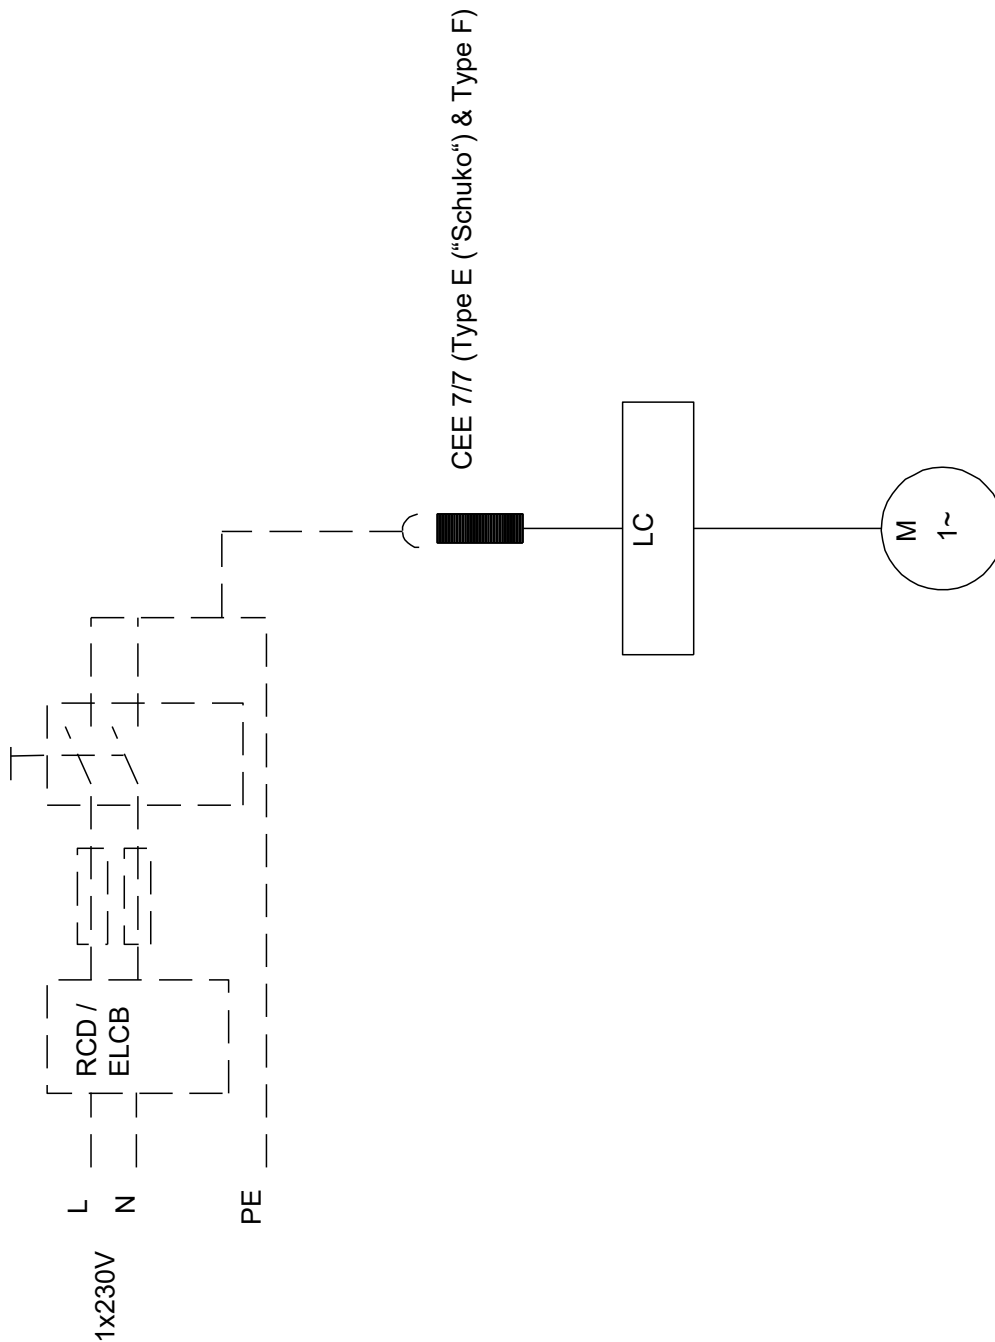 1x230V
L
N
PE
RCD /
ELCB
CEE 7/7 (Type E (“Schuko“) & Type F)
LC
M
1~